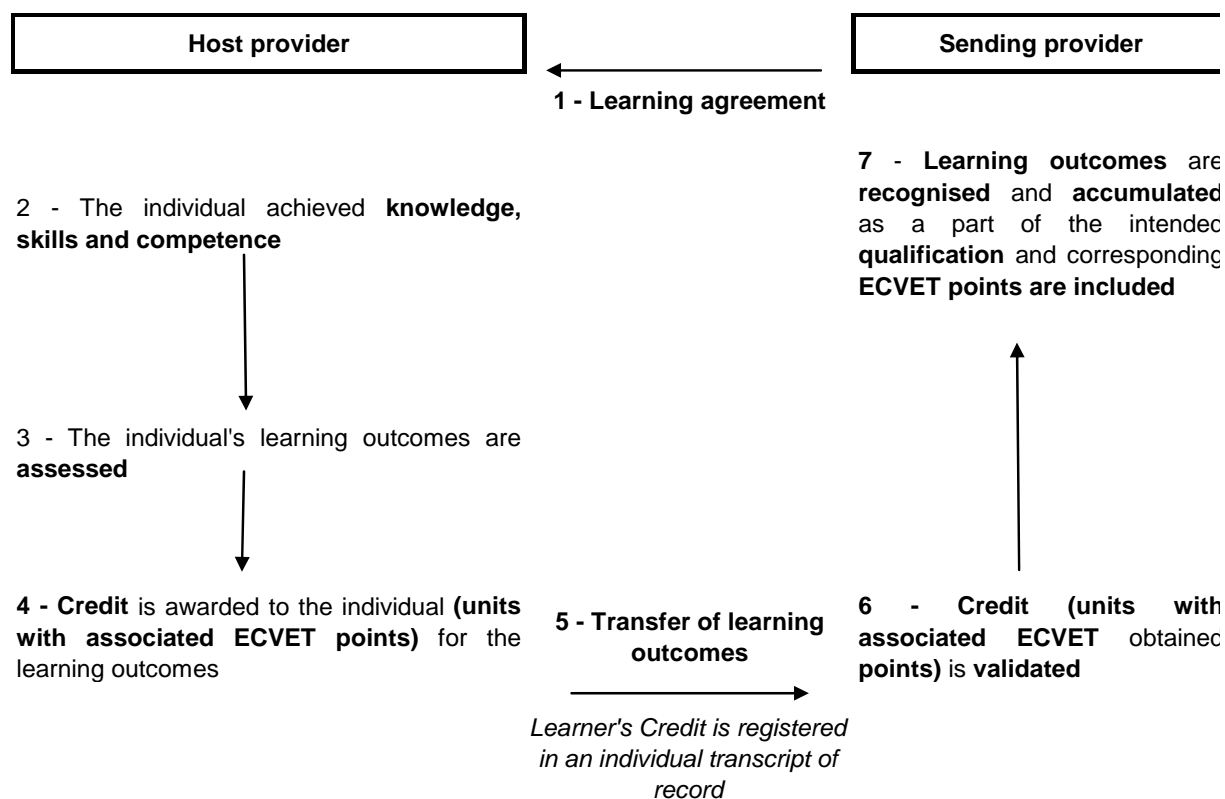 Host provider
Sending provider
1 - Learning agreement
2 - The individual achieved knowledge,
skills and competence
3 - The individual's learning outcomes are
assessed
4 - Credit is awarded to the individual (units
with associated ECVET points) for the
learning outcomes
5 - Transfer of learning
outcomes
Learner's Credit is registered
in an individual transcript of
record
6 - Credit (units with
associated ECVET obtained
points) is validated
7 - Learning outcomes are
recognised and accumulated
as a part of the intended
qualification and corresponding
ECVET points are included